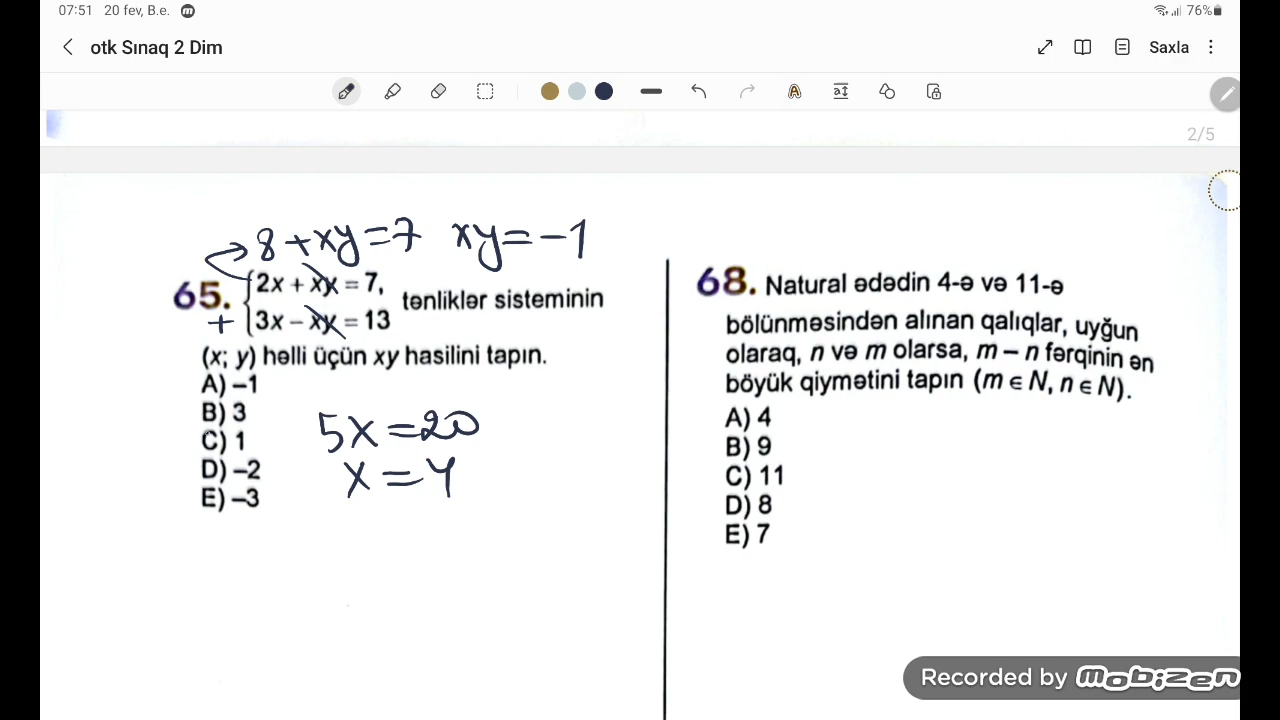 07:51 20 fev, B.e. m 76%
otk Sınaq 2 Dim Saxla
2/5
8 + xy = 7 xy = -1
65. 2x + xy = 7,
+ 3x – xy = 13 tənliklər sisteminin
(x; y) həlli üçün xy hasilini tapın.
A) –1
B) 3
C) 1
D) –2
E) –3
5x = 20
x = 4
68. Natural ədədin 4-ə və 11-ə
bölünməsindən alınan qalıqlar, uyğun
olaraq, n və m olarsa, m – n fərqinin ən
böyük qiymətini tapın (m ∈ N, n ∈ N).
A) 4
B) 9
C) 11
D) 8
E) 7
Recorded by mobizen